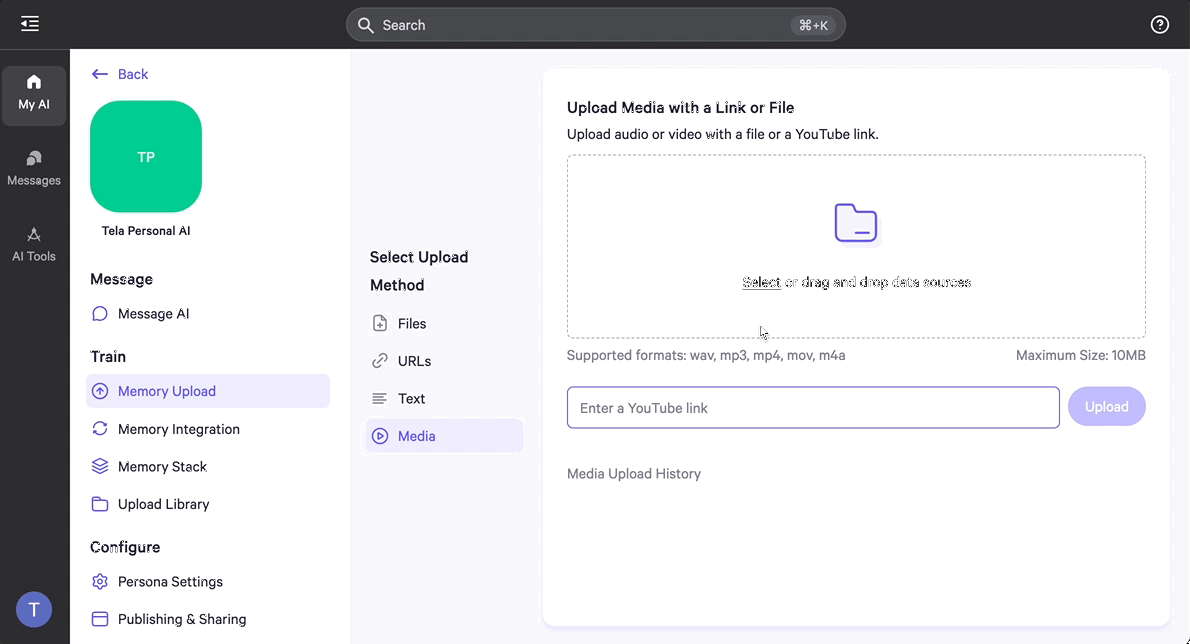 Search
⌘+K
My AI
Messages
AI Tools
T
Back
TP
Tela Personal AI
Message
Message AI
Train
Memory Upload
Memory Integration
Memory Stack
Upload Library
Configure
Persona Settings
Publishing & Sharing
Select Upload
Method
Files
URLs
Text
Media
Upload Media with a Link or File
Upload audio or video with a file or a YouTube link.
Select or drag and drop data sources
Supported formats: wav, mp3, mp4, mov, m4a
Maximum Size: 10MB
Enter a YouTube link
Upload
Media Upload History